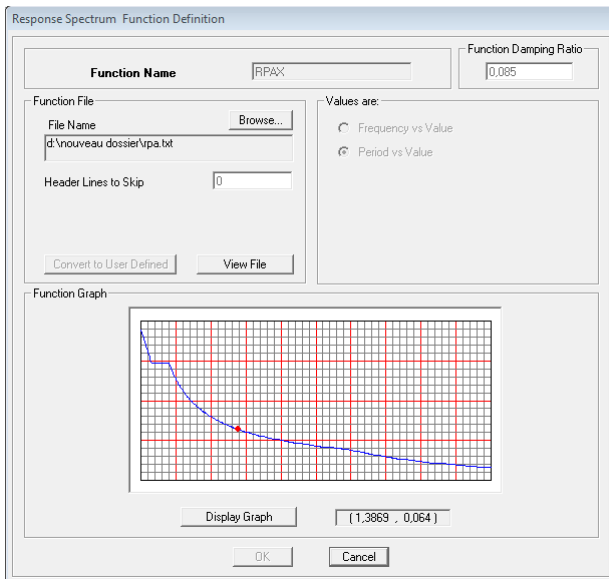 Response Spectrum Function Definition
Function Name
RPAX
Function Damping Ratio
0,085
Function File
File Name
Browse...
d:\nouveau dossier\rpa.txt
Header Lines to Skip
0
Convert to User Defined
View File
Values are:
Frequency vs Value
Period vs Value
Function Graph
Display Graph
( 1,3869 , 0,064 )
OK
Cancel